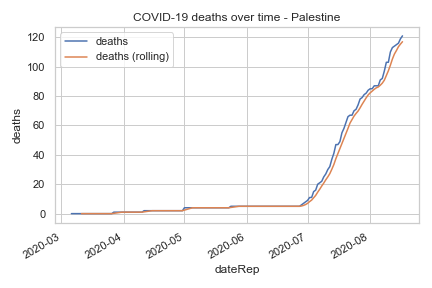 COVID-19 deaths over time - Palestine
deaths
deaths (rolling)
120
100
80
60
40
20
0
deaths
2020-03
2020-04
2020-05
2020-06
2020-07
2020-08
dateRep